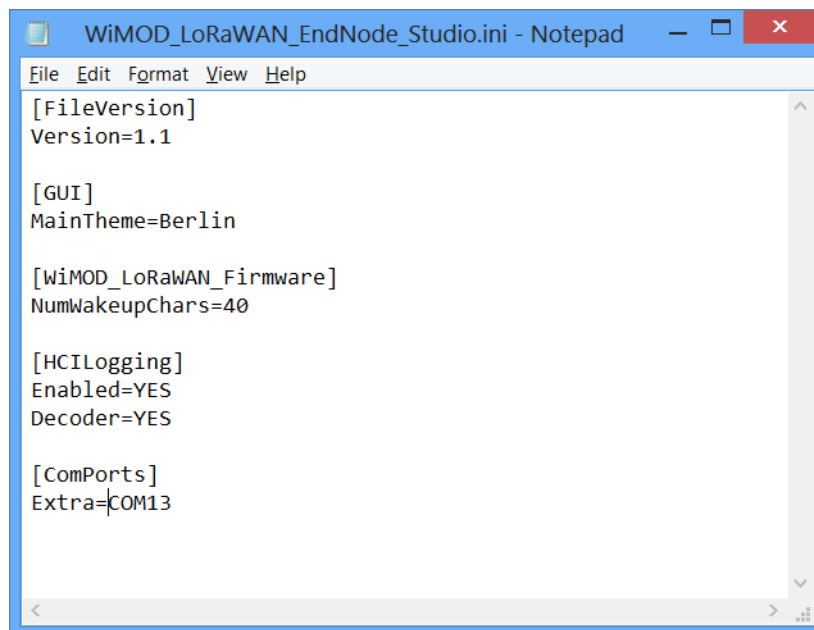 WiMOD_LoRaWAN_EndNode_Studio.ini - Notepad
File Edit Format View Help
[FileVersion]
Version=1.1
[GUI]
MainTheme=Berlin
[WiMOD_LoRaWAN_Firmware]
NumWakeupChars=40
[HCILogging]
Enabled=YES
Decoder=YES
[ComPorts]
Extra=COM13